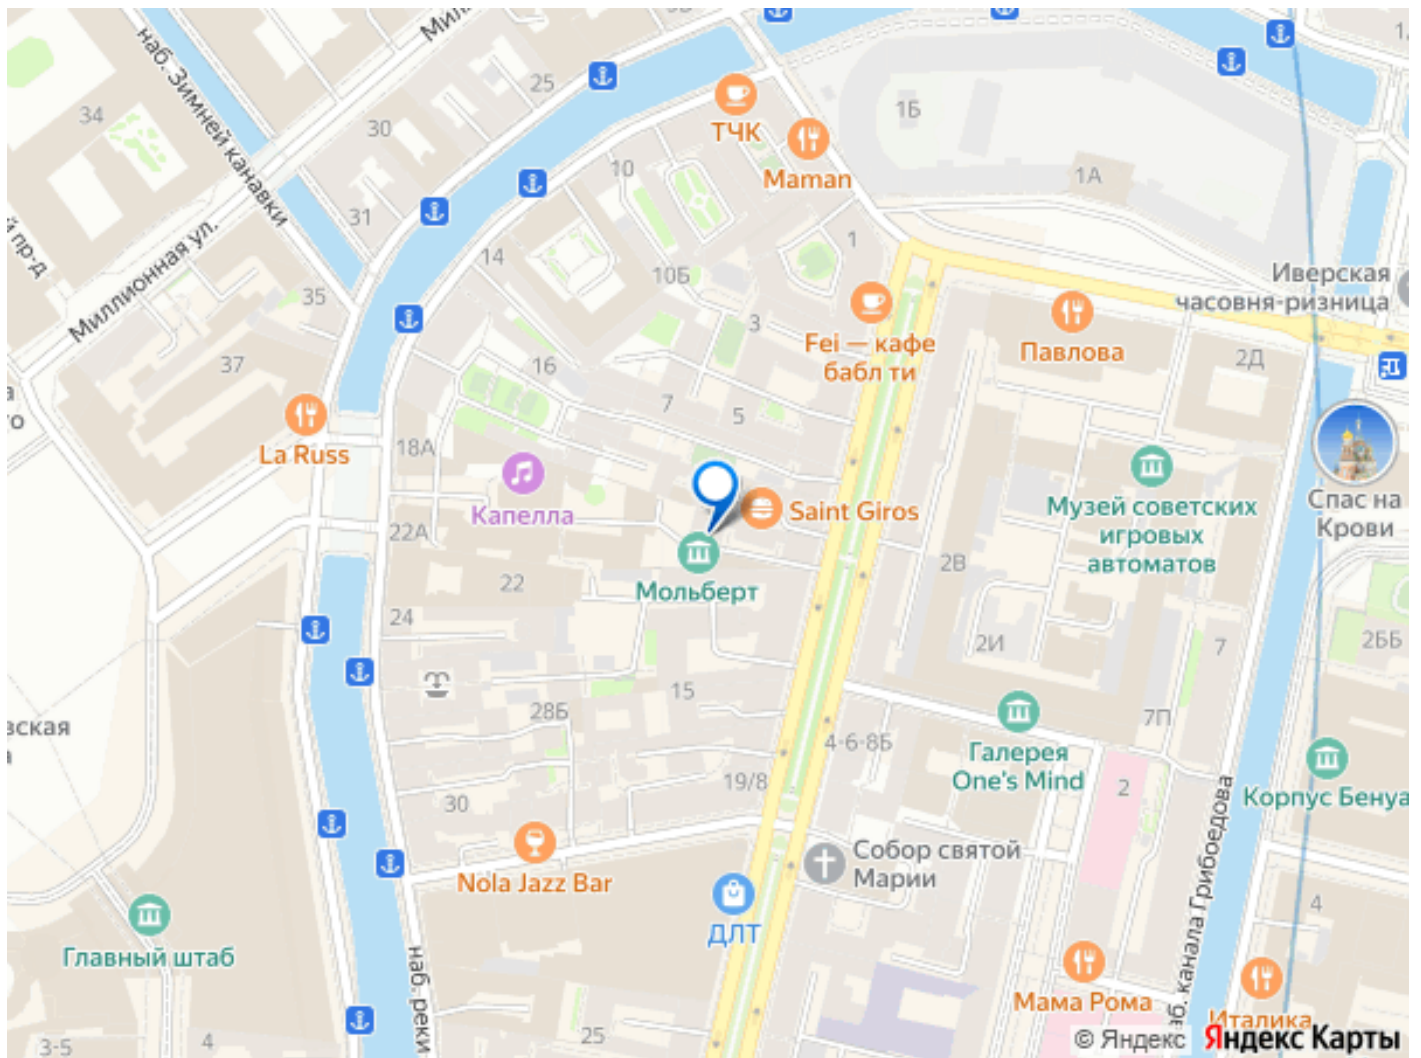 наб. Зимней канавки
Миллионная ул.
й пр-д
34
30
31
25
35
37
10
14
10Б
16
1
3
7
5
1Б
1А
ТЧК
Maman
Иверская
часовня-ризница
Fei — кафе
бабл ти
Павлова
2Д
La Russ
18А
Капелла
Saint Giros
Музей советских
игровых
автоматов
Спас на
Крови
22А
22
Мольберт
2В
24
2И
7
2ББ
15
28Б
7П
4-6-8Б
Галерея
One's Mind
19/8
2
30
Корпус Бенуа
вская
Собор святой
Марии
Nola Jazz Bar
ДЛТ
Главный штаб
наб. реки
наб. канала Грибоедова
4
Мама Рома
Италика
3-5
4
25
© Яндекс Яндекс Карты